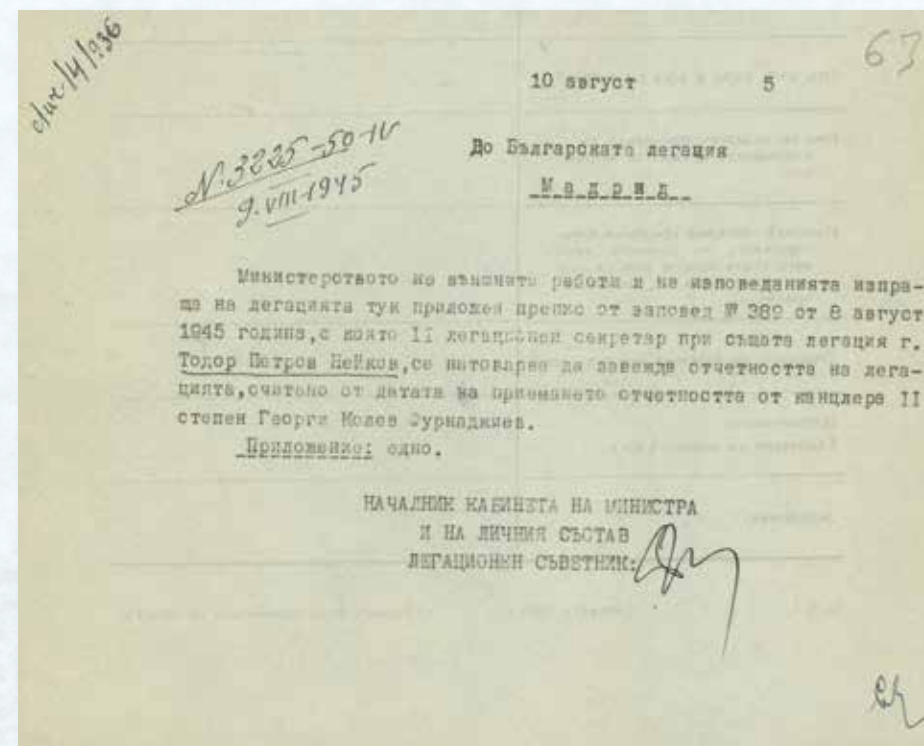 63
10 август 5
N. 3225-50-IV
9.VIII-1945
До Българската легация
Мадрид
Министерството на външните работи и на изповеданията изпра-
ща на легацията тук приложен препис от заповед № 389 от 8 август
1945 година,с която II легационен секретар при същата легация г.
Тодор Петров Нейков,се натоварва да завежда отчетността на лега-
цията,считано от датата на приемането отчетността от канцлера II
степен Георги Колев Фурнаджиев.
Приложение: едно.
НАЧАЛНИК КАБИНЕТА НА МИНИСТРА
И НА ЛИЧНИЯ СЪСТАВ
ЛЕГАЦИОНЕН СЪВЕТНИК: